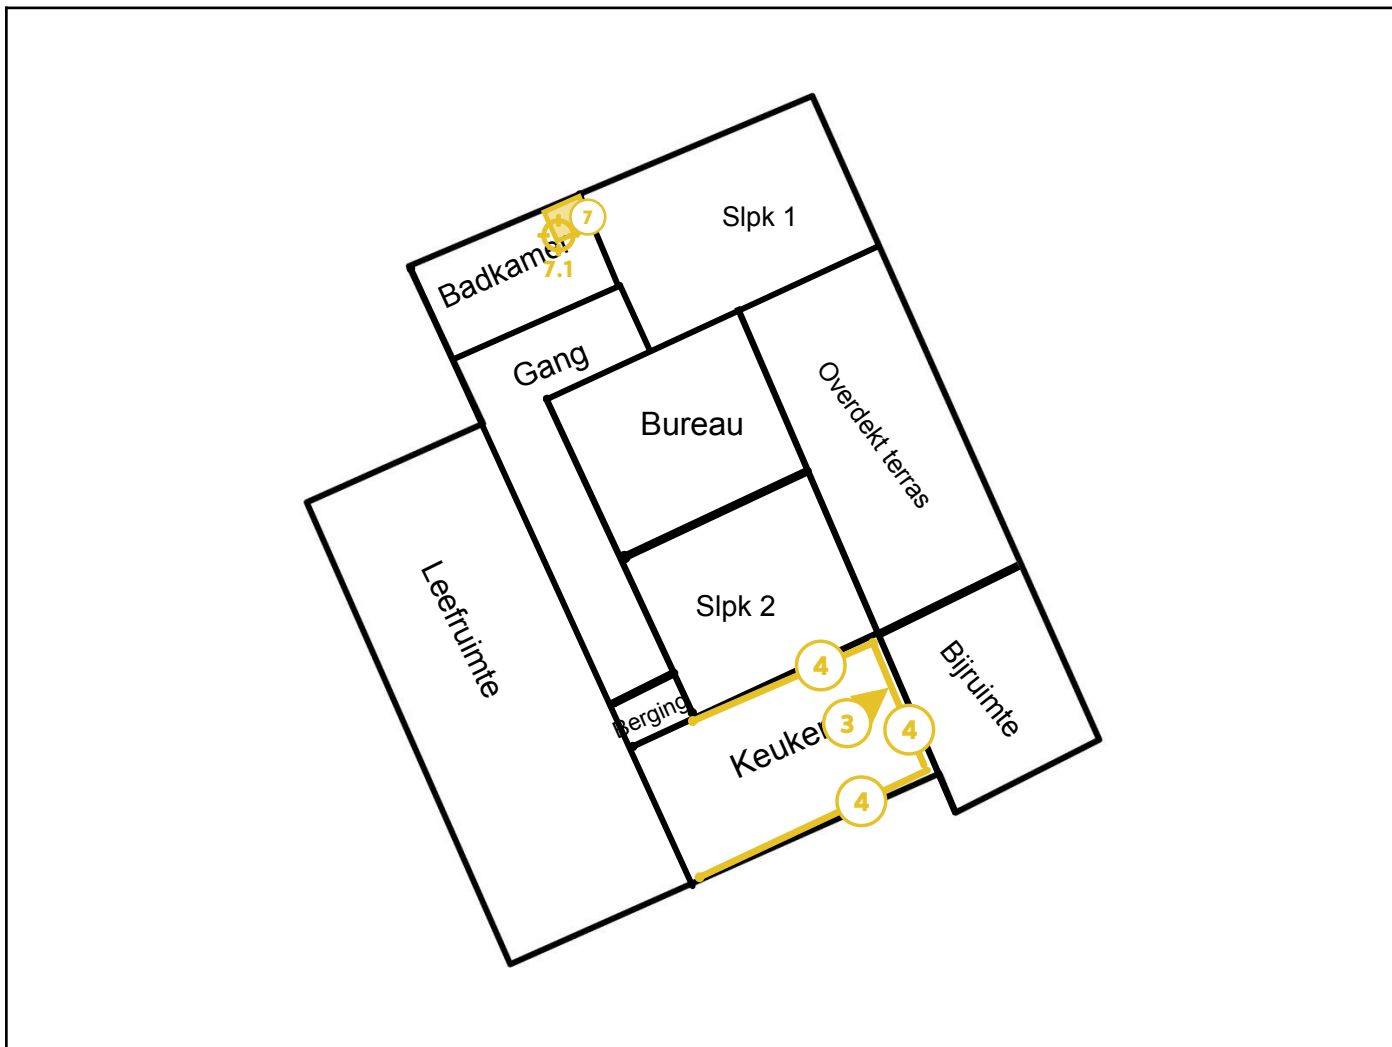 Slpk 1
7
Badkamer
7.1
Gang
Bureau
Overdekt terras
Leefruimte
Slpk 2
4
Bijruimte
Berging
3
4
Keuken
4